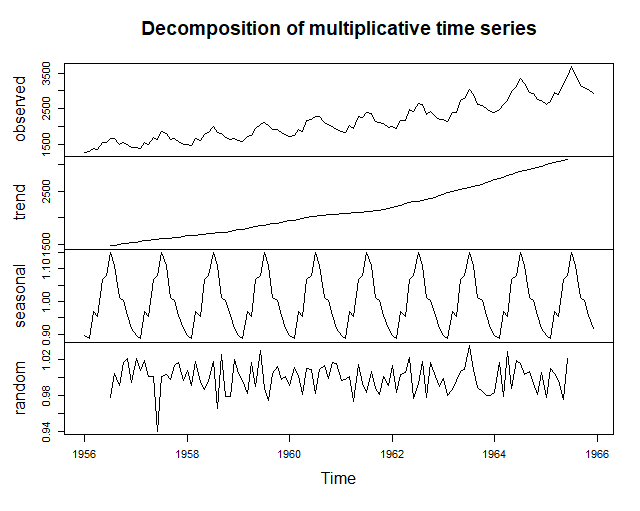 Decomposition of multiplicative time series
observed
3500
2500
1500
trend
2500
1500
seasonal
1.10
1.00
0.90
random
1.02
0.98
0.94
1956 1958 1960 1962 1964 1966
Time